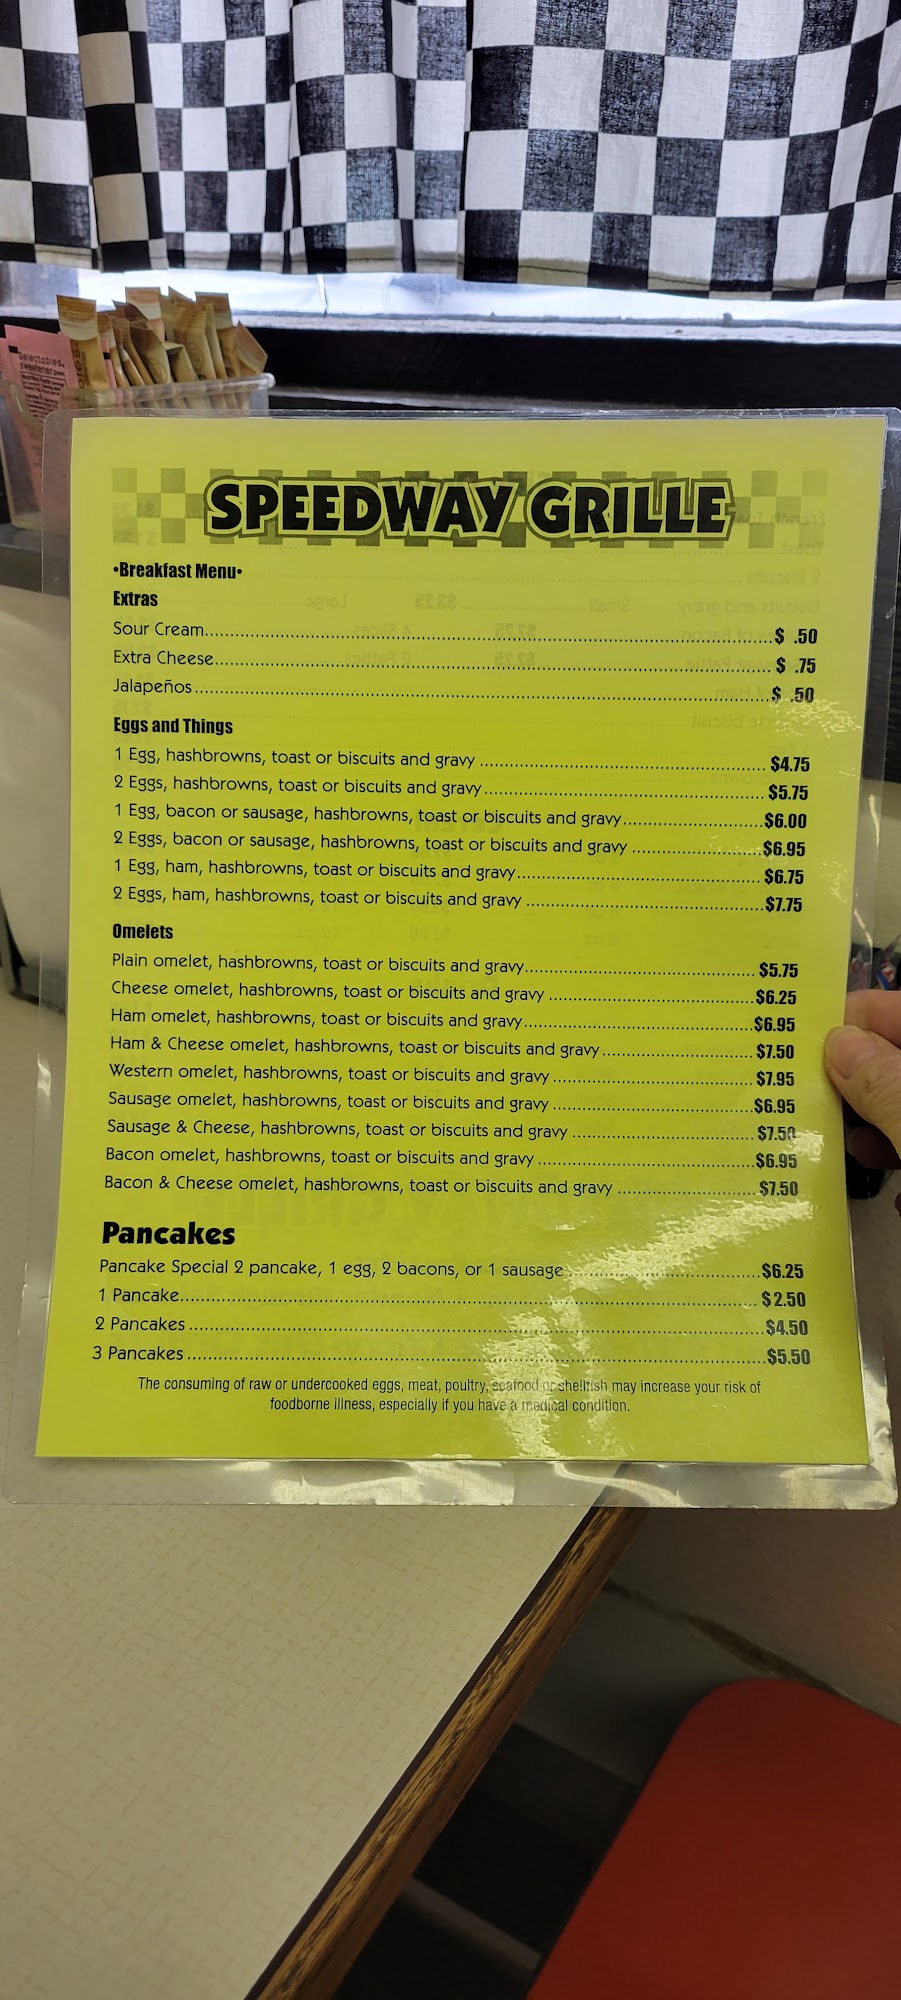 Delectables.
sweetener
SPEEDWAY GRILLE
•Breakfast Menu•
Extras
Sour Cream........$ .50
Extra Cheese........$ .75
Jalapeños........$ .50
Eggs and Things
1 Egg, hashbrowns, toast or biscuits and gravy........$4.75
2 Eggs, hashbrowns, toast or biscuits and gravy........$5.75
1 Egg, bacon or sausage, hashbrowns, toast or biscuits and gravy........$6.00
2 Eggs, bacon or sausage, hashbrowns, toast or biscuits and gravy........$6.95
1 Egg, ham, hashbrowns, toast or biscuits and gravy........$6.75
2 Eggs, ham, hashbrowns, toast or biscuits and gravy........$7.75
Omelets
Plain omelet, hashbrowns, toast or biscuits and gravy........$5.75
Cheese omelet, hashbrowns, toast or biscuits and gravy........$6.25
Ham omelet, hashbrowns, toast or biscuits and gravy........$6.95
Ham & Cheese omelet, hashbrowns, toast or biscuits and gravy........$7.50
Western omelet, hashbrowns, toast or biscuits and gravy........$7.95
Sausage omelet, hashbrowns, toast or biscuits and gravy........$6.95
Sausage & Cheese, hashbrowns, toast or biscuits and gravy........$7.50
Bacon omelet, hashbrowns, toast or biscuits and gravy........$6.95
Bacon & Cheese omelet, hashbrowns, toast or biscuits and gravy........$7.50
Pancakes
Pancake Special 2 pancake, 1 egg, 2 bacons, or 1 sausage........$6.25
1 Pancake........$2.50
2 Pancakes........$4.50
3 Pancakes........$5.50
The consuming of raw or undercooked eggs, meat, poultry, seafood or shellfish may increase your risk of
foodborne illness, especially if you have a medical condition.